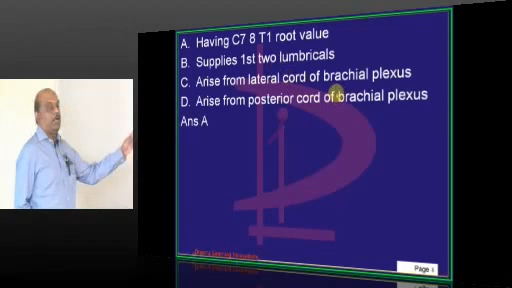 A. Having C7 8 T1 root value
B. Supplies 1st two lumbricals
C. Arise from lateral cord of brachial plexus
D. Arise from posterior cord of brachial plexus
Ans A
Page